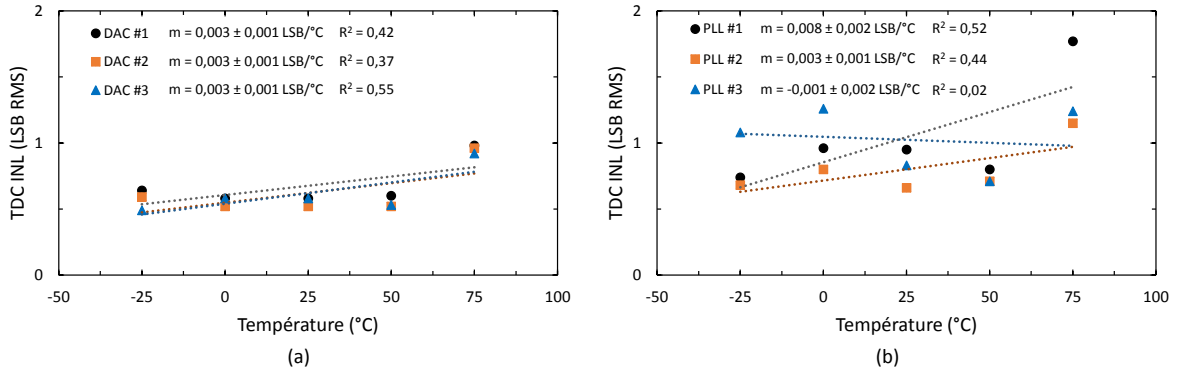 DAC #1 m = 0,003 ± 0,001 LSB/°C R² = 0,42
DAC #2 m = 0,003 ± 0,001 LSB/°C R² = 0,37
DAC #3 m = 0,003 ± 0,001 LSB/°C R² = 0,55
TDC INL (LSB RMS)
2
1
0
-50 -25 0 25 50 75 100
Température (°C)
(a)
PLL #1 m = 0,008 ± 0,002 LSB/°C R² = 0,52
PLL #2 m = 0,003 ± 0,001 LSB/°C R² = 0,44
PLL #3 m = -0,001 ± 0,002 LSB/°C R² = 0,02
TDC INL (LSB RMS)
2
1
0
-50 -25 0 25 50 75 100
Température (°C)
(b)